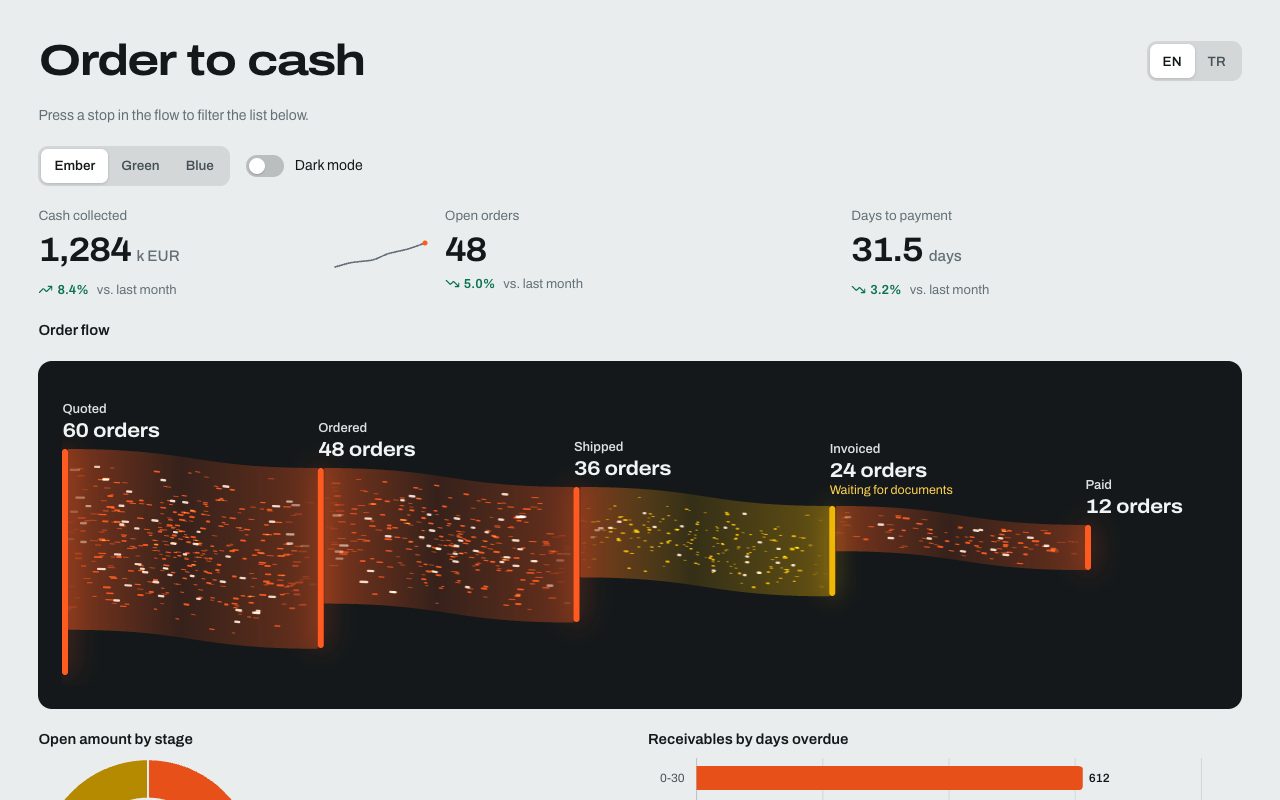 Order to cash
EN TR
Press a stop in the flow to filter the list below.
Ember Green Blue Dark mode
Cash collected
1,284 k EUR
8.4% vs. last month
Open orders
48
5.0% vs. last month
Days to payment
31.5 days
3.2% vs. last month
Order flow
Quoted
60 orders
Ordered
48 orders
Shipped
36 orders
Invoiced
24 orders
Waiting for documents
Paid
12 orders
Open amount by stage
Receivables by days overdue
0-30 612